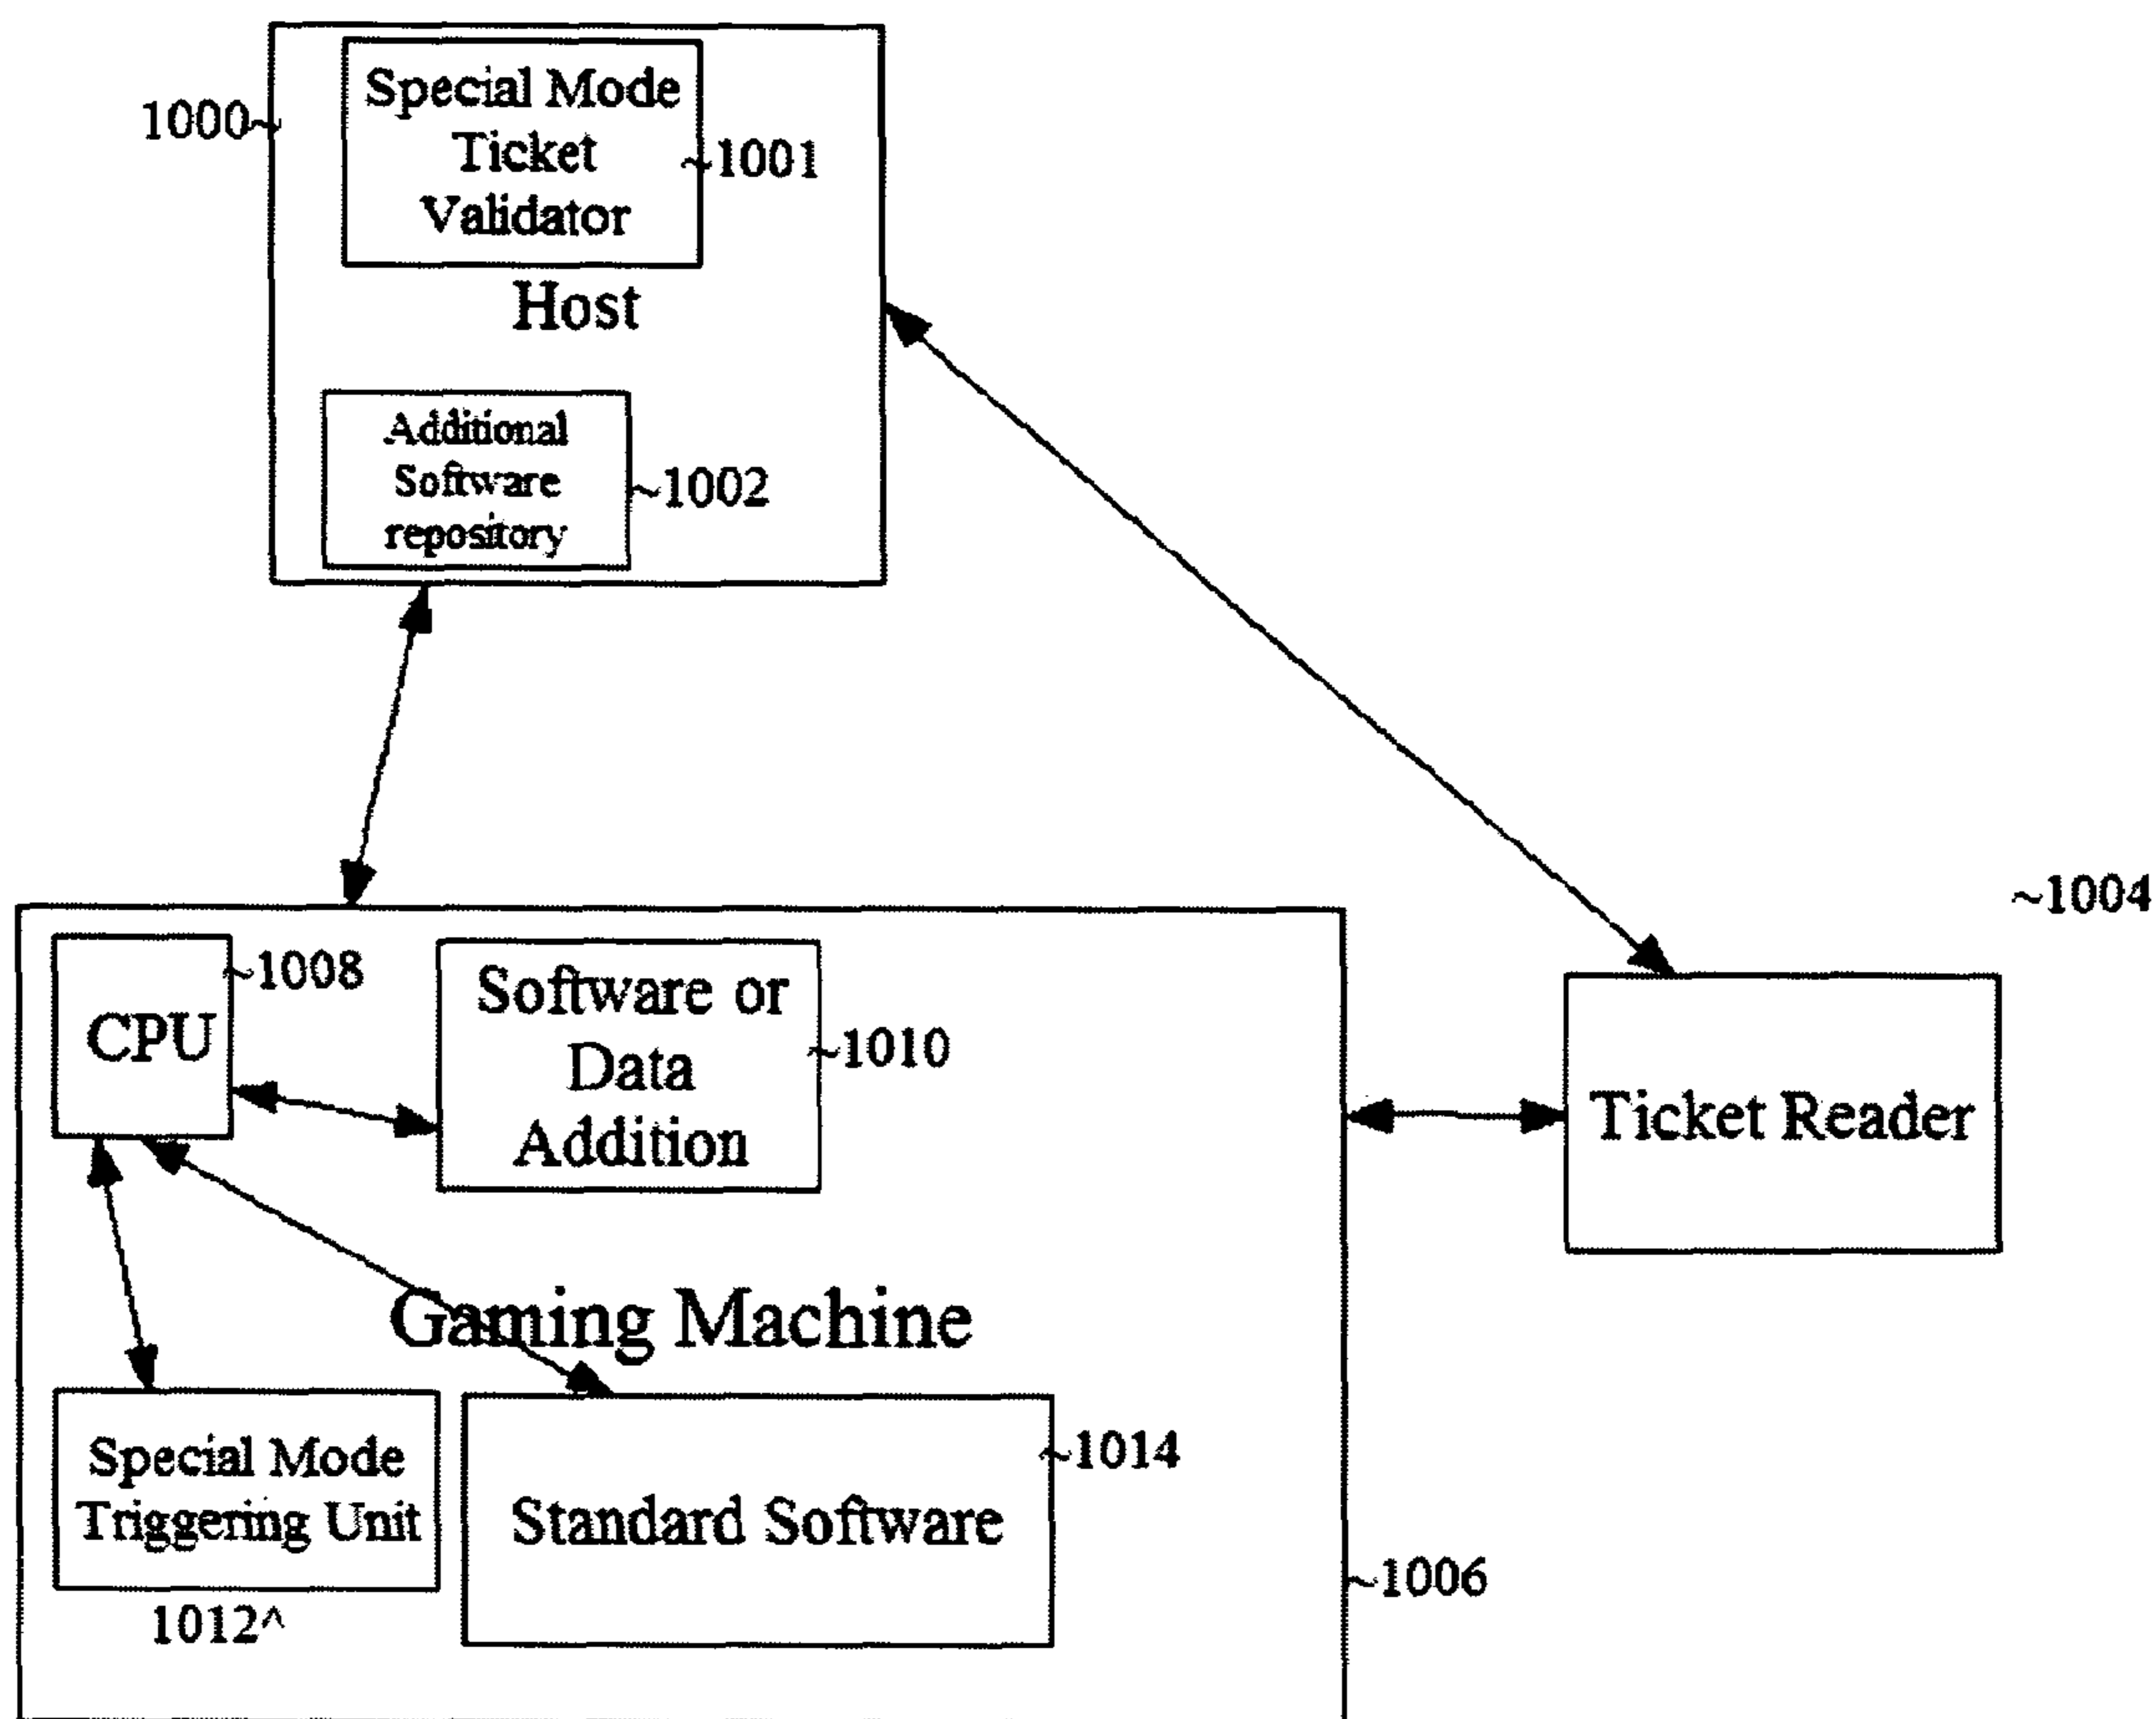 Special Mode
Ticket
Validator
1000~
~1001
Host
Additional
Software
repository
~1002
~1004
CPU
~1008
Software or
Data
Addition
~1010
Ticket Reader
Gaming Machine
Special Mode
Triggering Unit
1012^
Standard Software
~1014
~1006